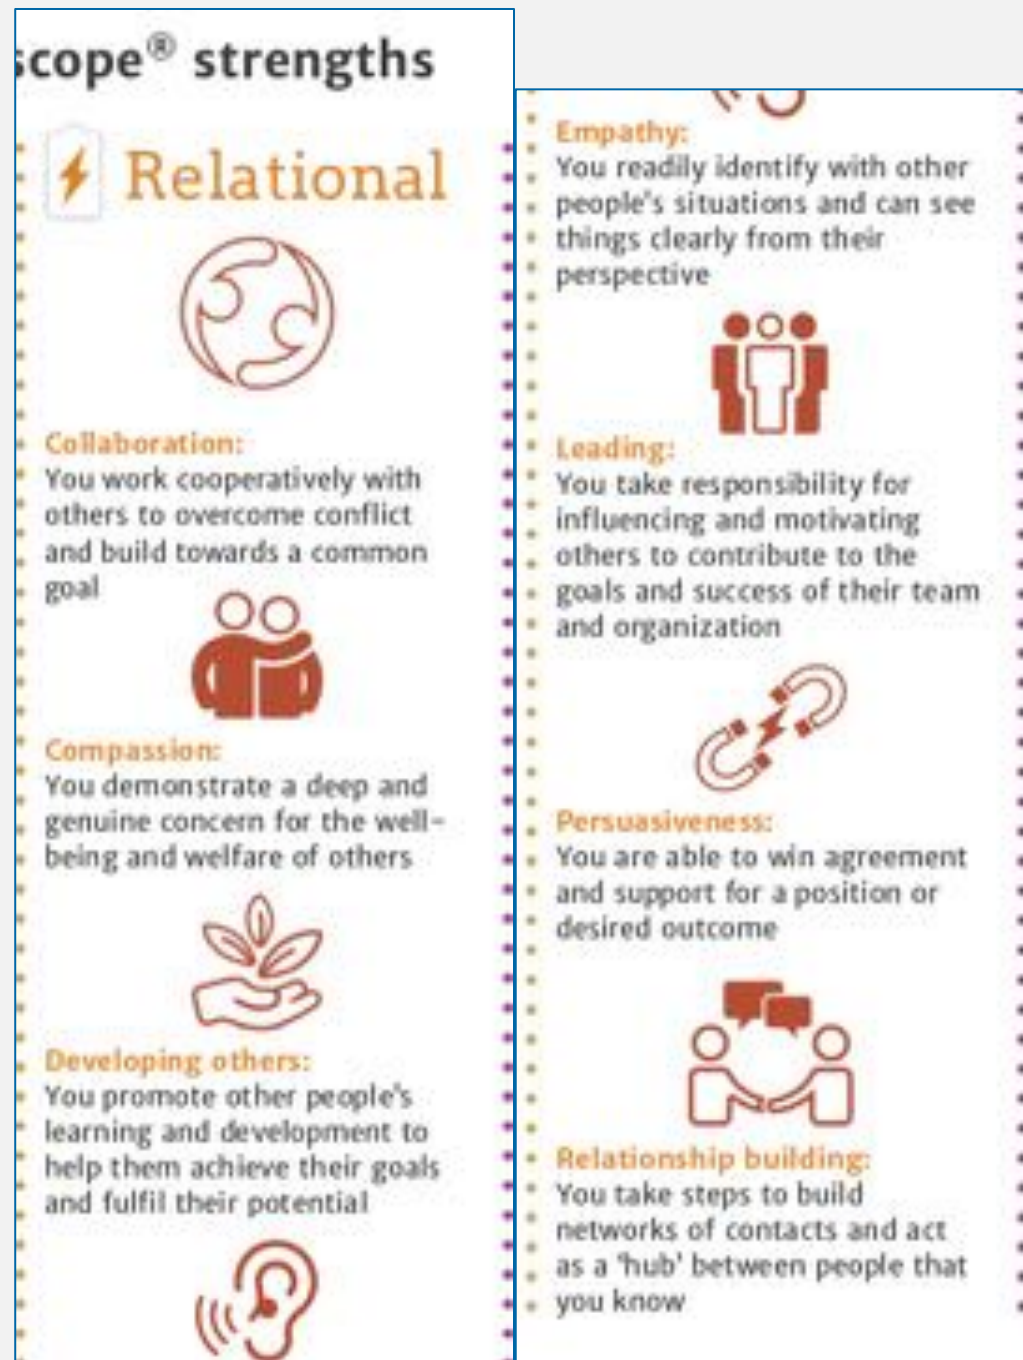 scope® strengths
Relational
Collaboration:
You work cooperatively with
others to overcome conflict
and build towards a common
goal
Compassion:
You demonstrate a deep and
genuine concern for the well-
being and welfare of others
Developing others:
You promote other people's
learning and development to
help them achieve their goals
and fulfil their potential
Empathy:
You readily identify with other
people's situations and can see
things clearly from their
perspective
Leading:
You take responsibility for
influencing and motivating
others to contribute to the
goals and success of their team
and organization
Persuasiveness:
You are able to win agreement
and support for a position or
desired outcome
Relationship building:
You take steps to build
networks of contacts and act
as a 'hub' between people that
you know